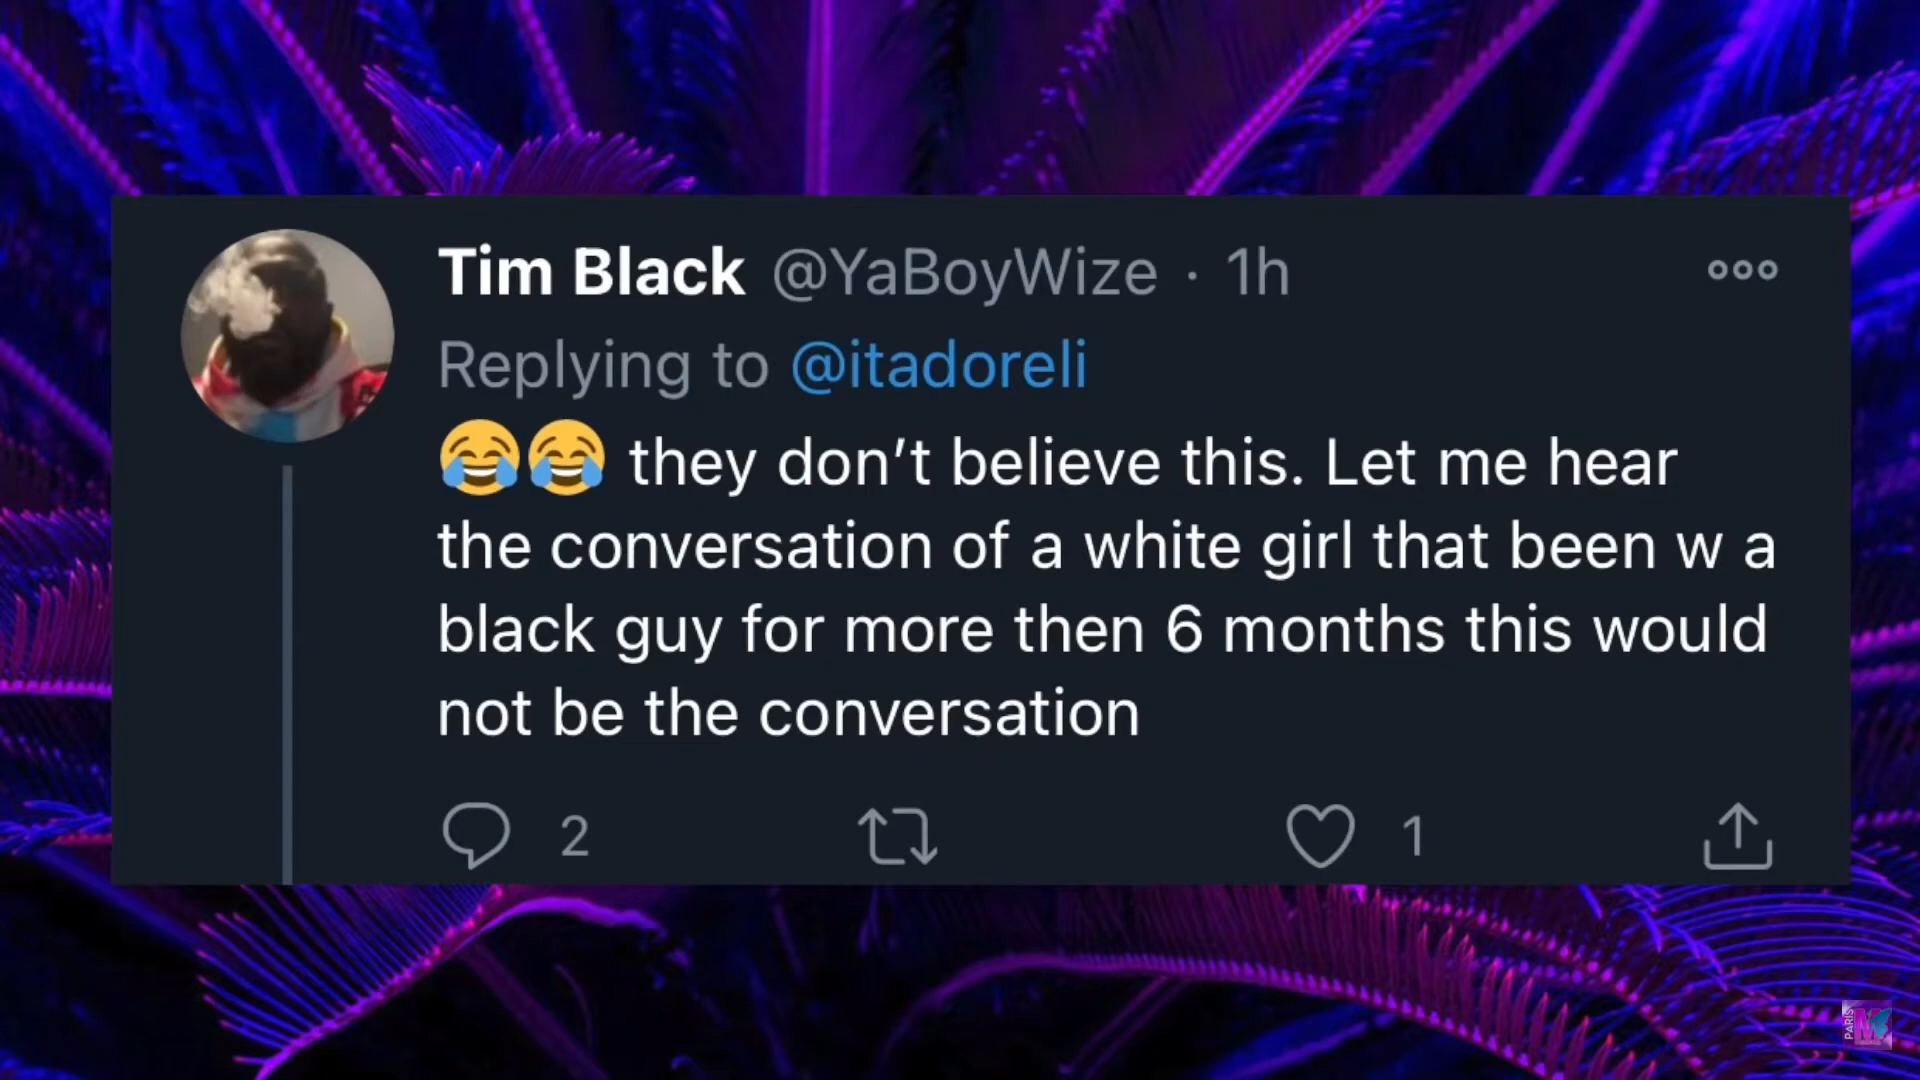 Tim Black @YaBoyWize · 1h
Replying to @itadoreli
😂😂 they don’t believe this. Let me hear
the conversation of a white girl that been w a
black guy for more then 6 months this would
not be the conversation
2 1
PARIS
M